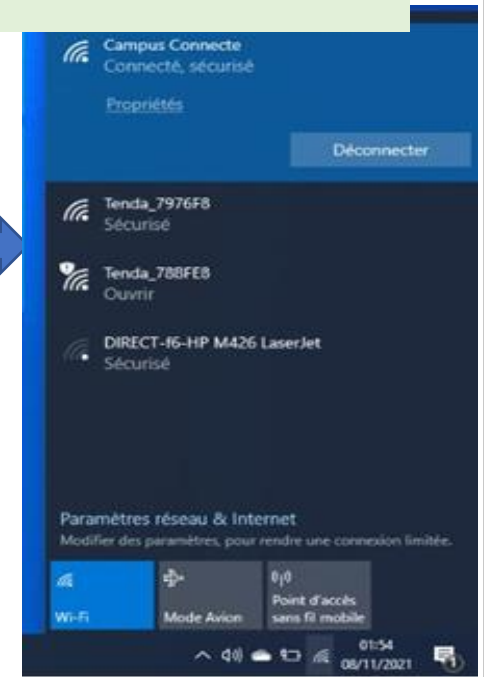 Campus Connecte
Connecté, sécurisé
Propriétés
Déconnecter
Tenda_7976F8
Sécurisé
Tenda_788FE8
Ouvrir
DIRECT-f6-HP M426 LaserJet
Sécurisé
Paramètres réseau & Internet
Modifier des paramètres, pour rendre une connexion limitée.
Wi-Fi
Mode Avion
Point d'accès
sans fil mobile
01:54
08/11/2021
1